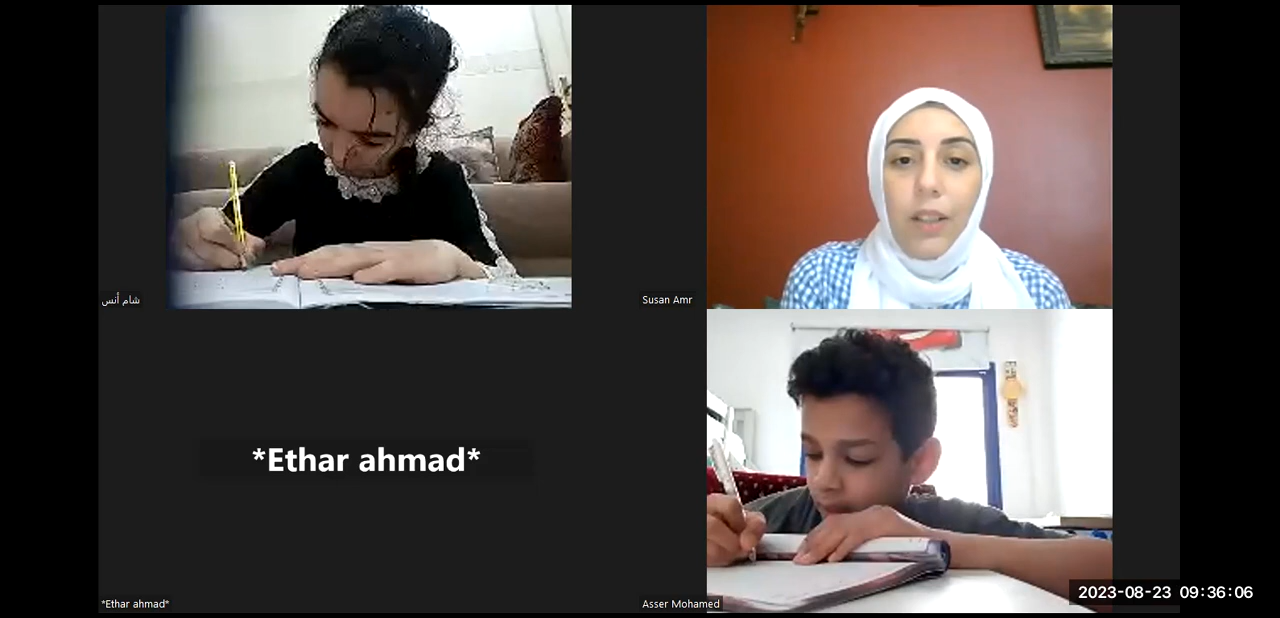 شام أنس
Susan Amr
*Ethar ahmad*
*Ethar ahmad*
Asser Mohamed
2023-08-23 09:36:06